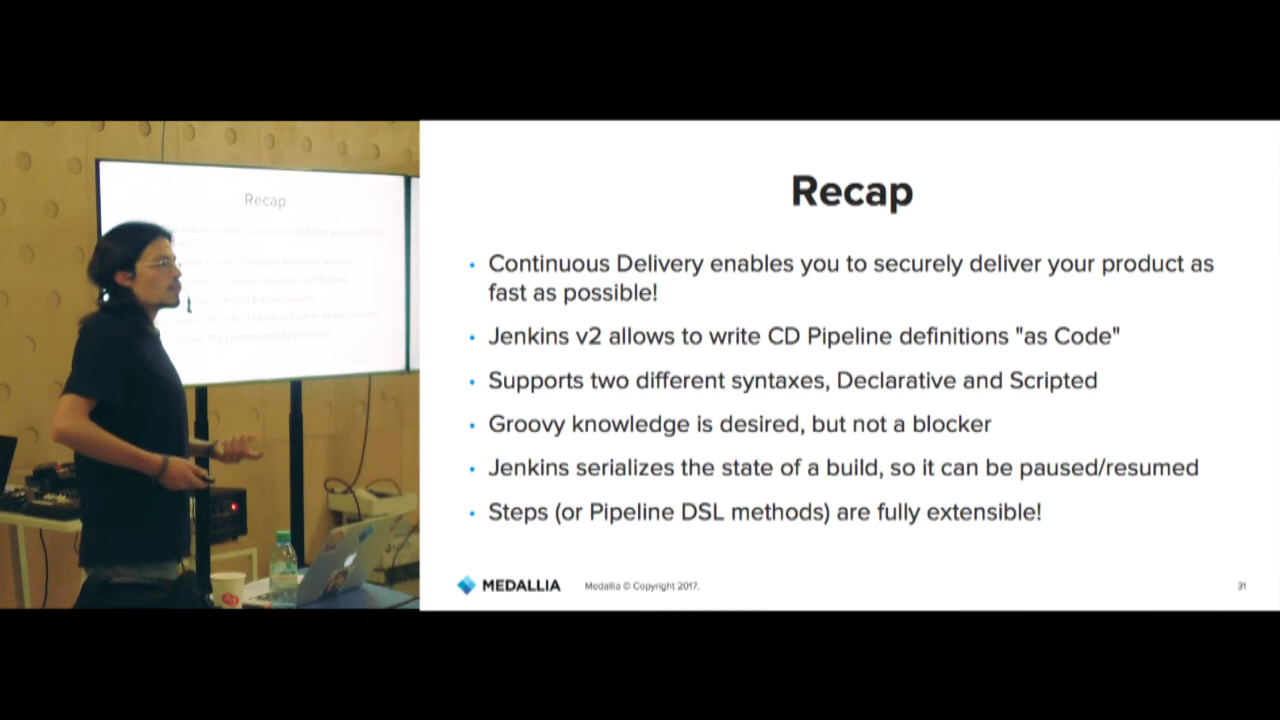 Recap
Recap
• Continuous Delivery enables you to securely deliver your product as
fast as possible!
• Jenkins v2 allows to write CD Pipeline definitions "as Code"
• Supports two different syntaxes, Declarative and Scripted
• Groovy knowledge is desired, but not a blocker
• Jenkins serializes the state of a build, so it can be paused/resumed
• Steps (or Pipeline DSL methods) are fully extensible!
MEDALLIA
Medallia © Copyright 2017.
31